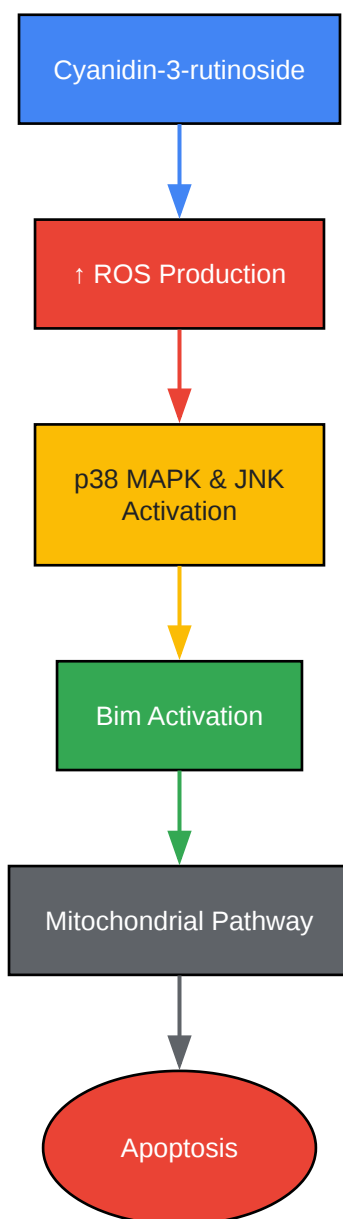 Cyanidin-3-rutinoside
↑ ROS Production
p38 MAPK & JNK
Activation
Bim Activation
Mitochondrial Pathway
Apoptosis